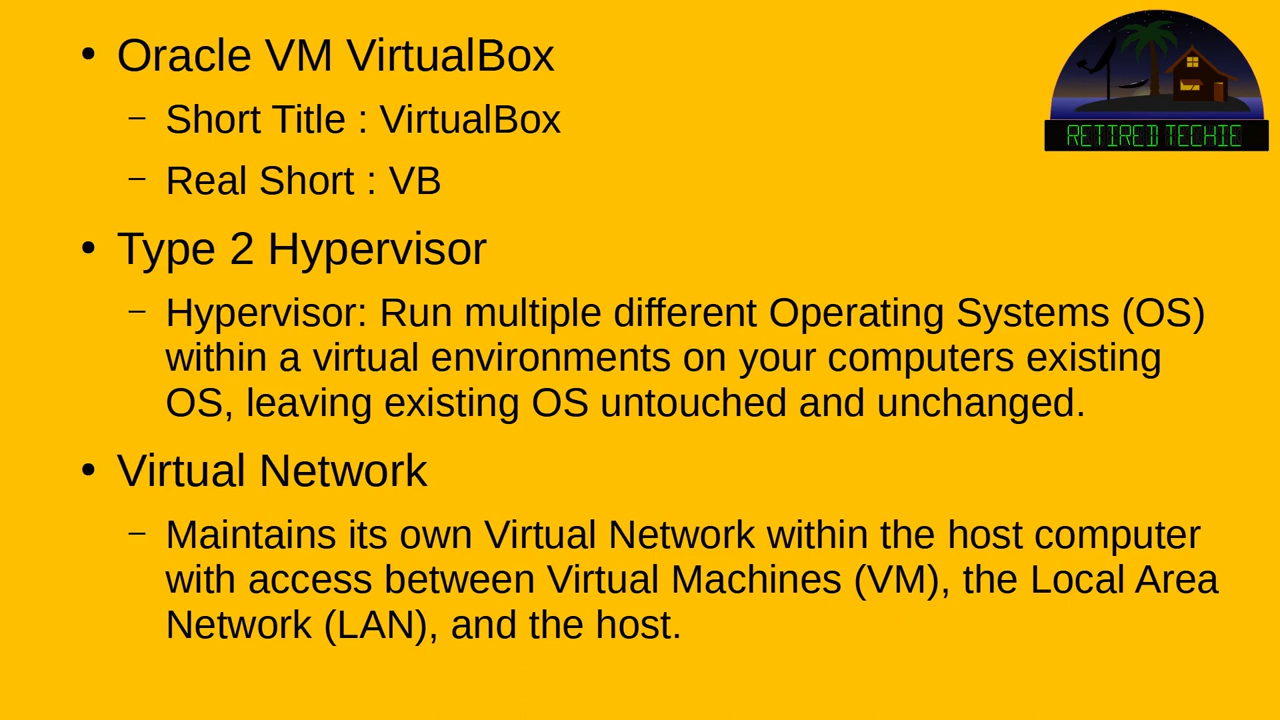 • Oracle VM VirtualBox
RETIRED TECHIE
– Short Title : VirtualBox
– Real Short : VB
• Type 2 Hypervisor
– Hypervisor: Run multiple different Operating Systems (OS)
within a virtual environments on your computers existing
OS, leaving existing OS untouched and unchanged.
• Virtual Network
– Maintains its own Virtual Network within the host computer
with access between Virtual Machines (VM), the Local Area
Network (LAN), and the host.